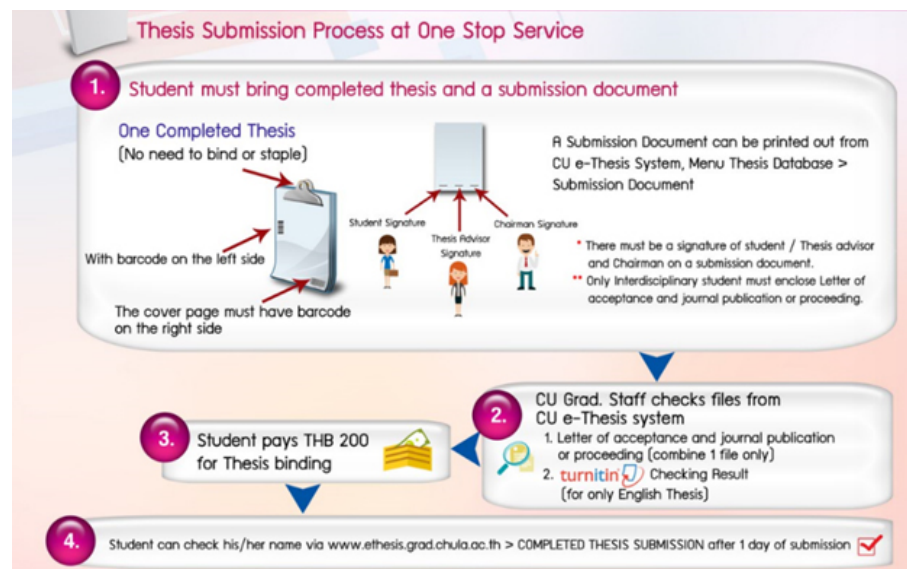 Thesis Submission Process at One Stop Service
1.
Student must bring completed thesis and a submission document
One Completed Thesis
(No need to bind or staple)
With barcode on the left side
The cover page must have barcode
on the right side
Student Signature
Thesis Advisor
Signature
Chairman Signature
A Submission Document can be printed out from
CU e-Thesis System, Menu Thesis Database >
Submission Document
* There must be a signature of student / Thesis advisor
and Chairman on a submission document.
** Only Interdisciplinary student must enclose Letter of
acceptance and journal publication or proceeding.
2.
CU Grad. Staff checks files from
CU e-Thesis system
1. Letter of acceptance and journal publication
or proceeding (combine 1 file only)
2. turnitin Checking Result
(for only English Thesis)
3.
Student pays THB 200
for Thesis binding
4.
Student can check his/her name via www.ethesis.grad.chula.ac.th > COMPLETED THESIS SUBMISSION after 1 day of submission